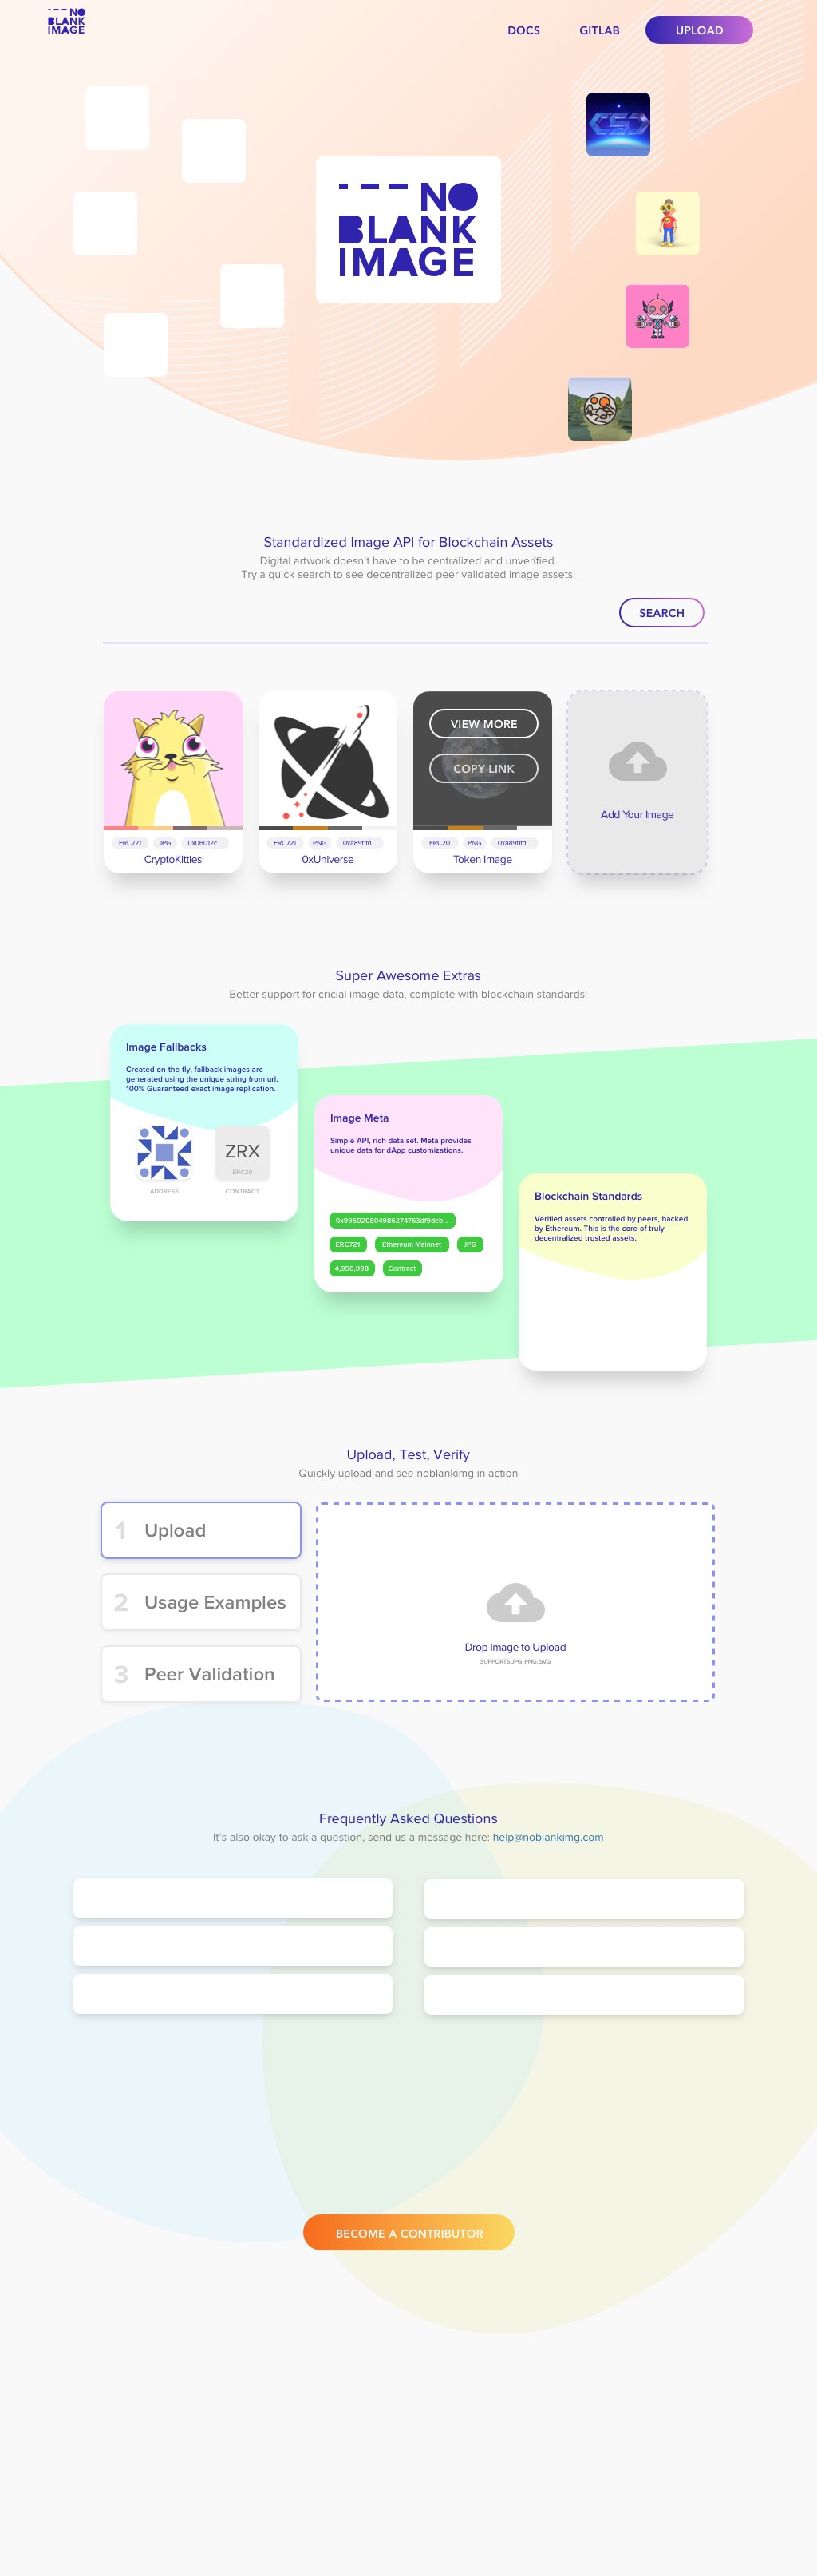 NO
BLANK
IMAGE
DOCS
GITLAB
UPLOAD
NO
BLANK
IMAGE
Standardized Image API for Blockchain Assets
Digital artwork doesn’t have to be centralized and unverified.
Try a quick search to see decentralized peer validated image assets!
SEARCH
VIEW MORE
COPY LINK
Add Your Image
ERC721 JPG 0x06012c...
CryptoKitties
ERC721 PNG 0xa89fffd...
0xUniverse
ERC20 PNG 0xa89fffd...
Token Image
Super Awesome Extras
Better support for cricial image data, complete with blockchain standards!
Image Fallbacks
Created on-the-fly, fallback images are
generated using the unique string from url.
100% Guaranteed exact image replication.
ZRX
ERC20
ADDRESS
CONTRACT
Image Meta
Simple API, rich data set. Meta provides
unique data for dApp customizations.
0x995020804986274763df9deb...
ERC721 Ethereum Mainnet JPG
4,950,098 Contract
Blockchain Standards
Verified assets controlled by peers, backed
by Ethereum. This is the core of truly
decentralized trusted assets.
Upload, Test, Verify
Quickly upload and see noblankimg in action
1 Upload
2 Usage Examples
3 Peer Validation
Drop Image to Upload
SUPPORTS JPG, PNG, SVG
Frequently Asked Questions
It’s also okay to ask a question, send us a message here: help@noblankimg.com
BECOME A CONTRIBUTOR